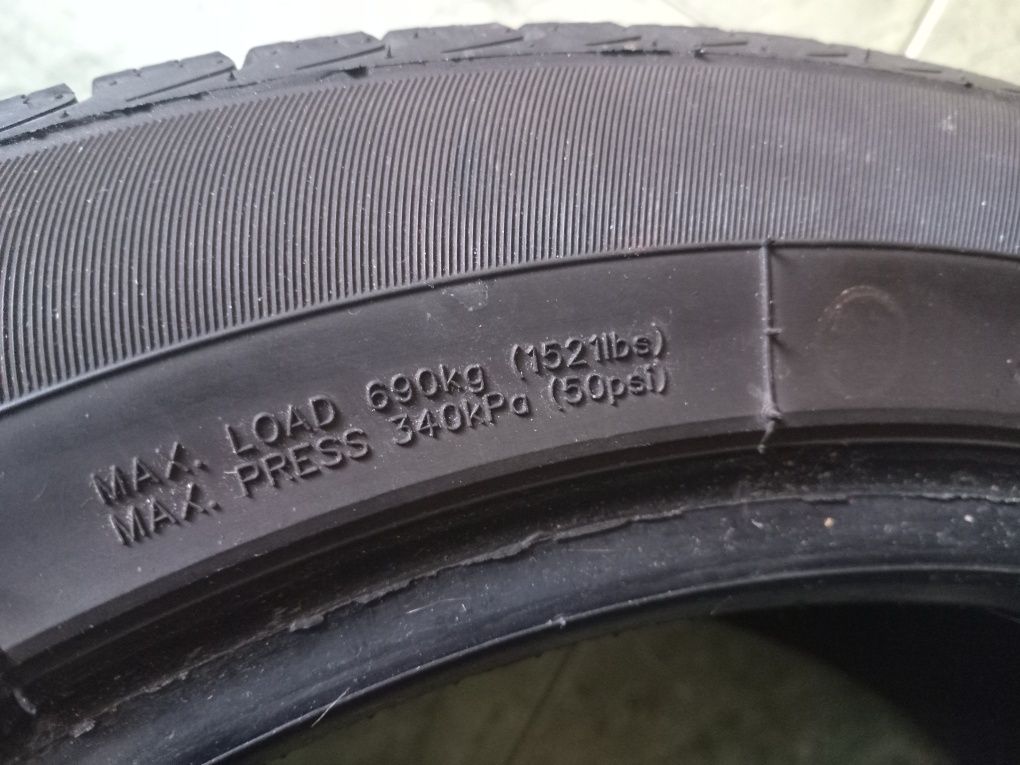 MAX. LOAD 690kg (1521lbs)
MAX. PRESS 340kPa (50psi)